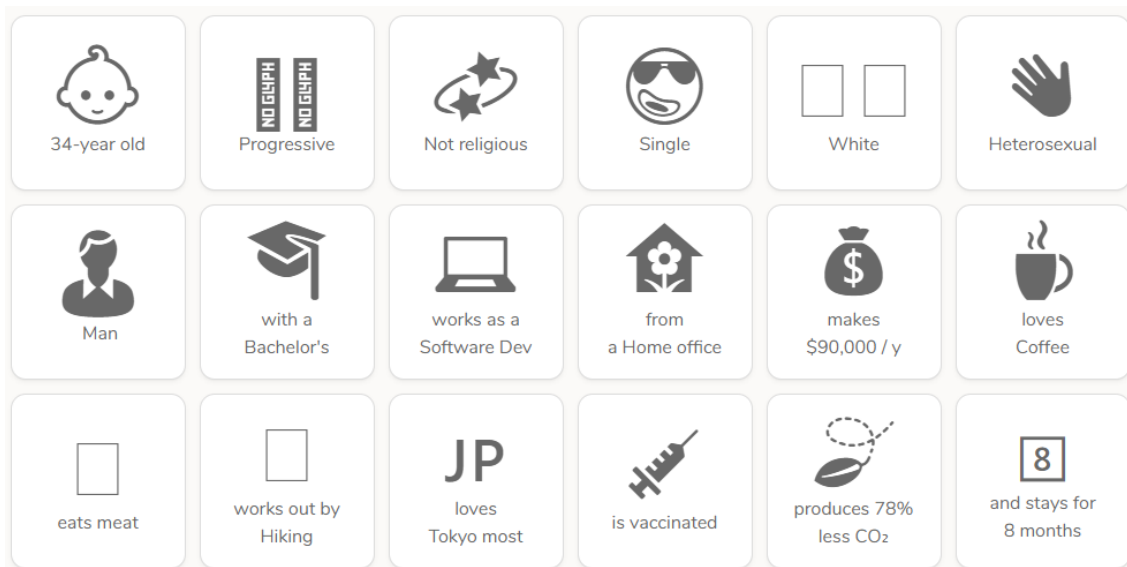 NO GLYPH NO GLYPH
34-year old
Progressive
Not religious
Single
White
Heterosexual
Man
with a
Bachelor's
works as a
Software Dev
from
a Home office
$
makes
$90,000 / y
loves
Coffee
eats meat
works out by
Hiking
JP
loves
Tokyo most
is vaccinated
produces 78%
less CO₂
8
and stays for
8 months